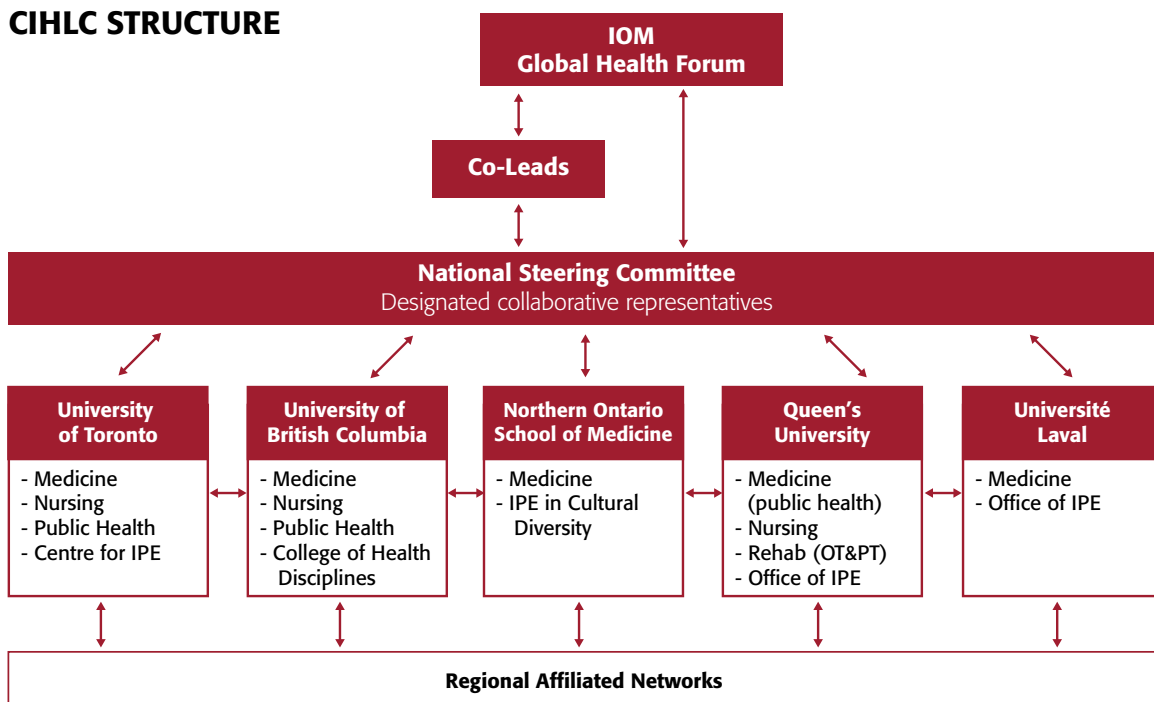 CIHLC STRUCTURE
IOM
Global Health Forum
Co-Leads
National Steering Committee
Designated collaborative representatives
University
of Toronto
- Medicine
- Nursing
- Public Health
- Centre for IPE
University of
British Columbia
- Medicine
- Nursing
- Public Health
- College of Health
Disciplines
Northern Ontario
School of Medicine
- Medicine
- IPE in Cultural
Diversity
Queen's
University
- Medicine
(public health)
- Nursing
- Rehab (OT&PT)
- Office of IPE
Université
Laval
- Medicine
- Office of IPE
Regional Affiliated Networks